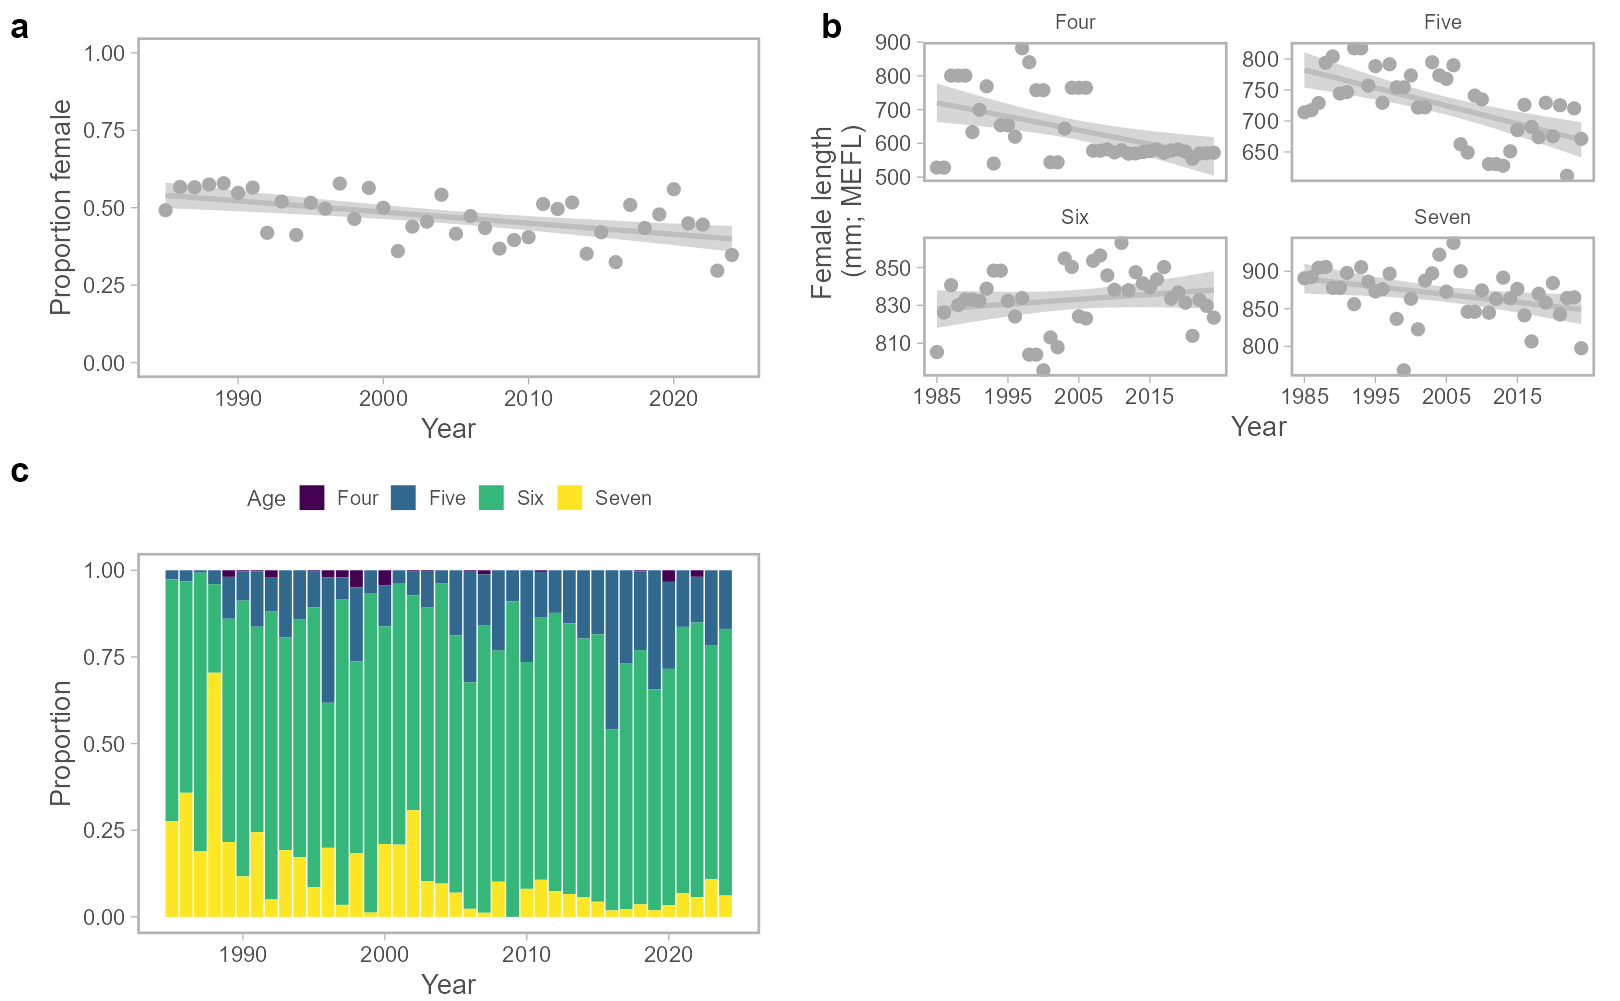 a
1.00
0.75
0.50
0.25
0.00
Proportion female
1990 2000 2010 2020
Year
b
Four Five
900
800
700
600
500
800
750
700
650
Six Seven
850
830
810
900
850
800
Female length
(mm; MEFL)
1985 1995 2005 2015 1985 1995 2005 2015
Year
c
Age Four Five Six Seven
1.00
0.75
0.50
0.25
0.00
Proportion
1990 2000 2010 2020
Year